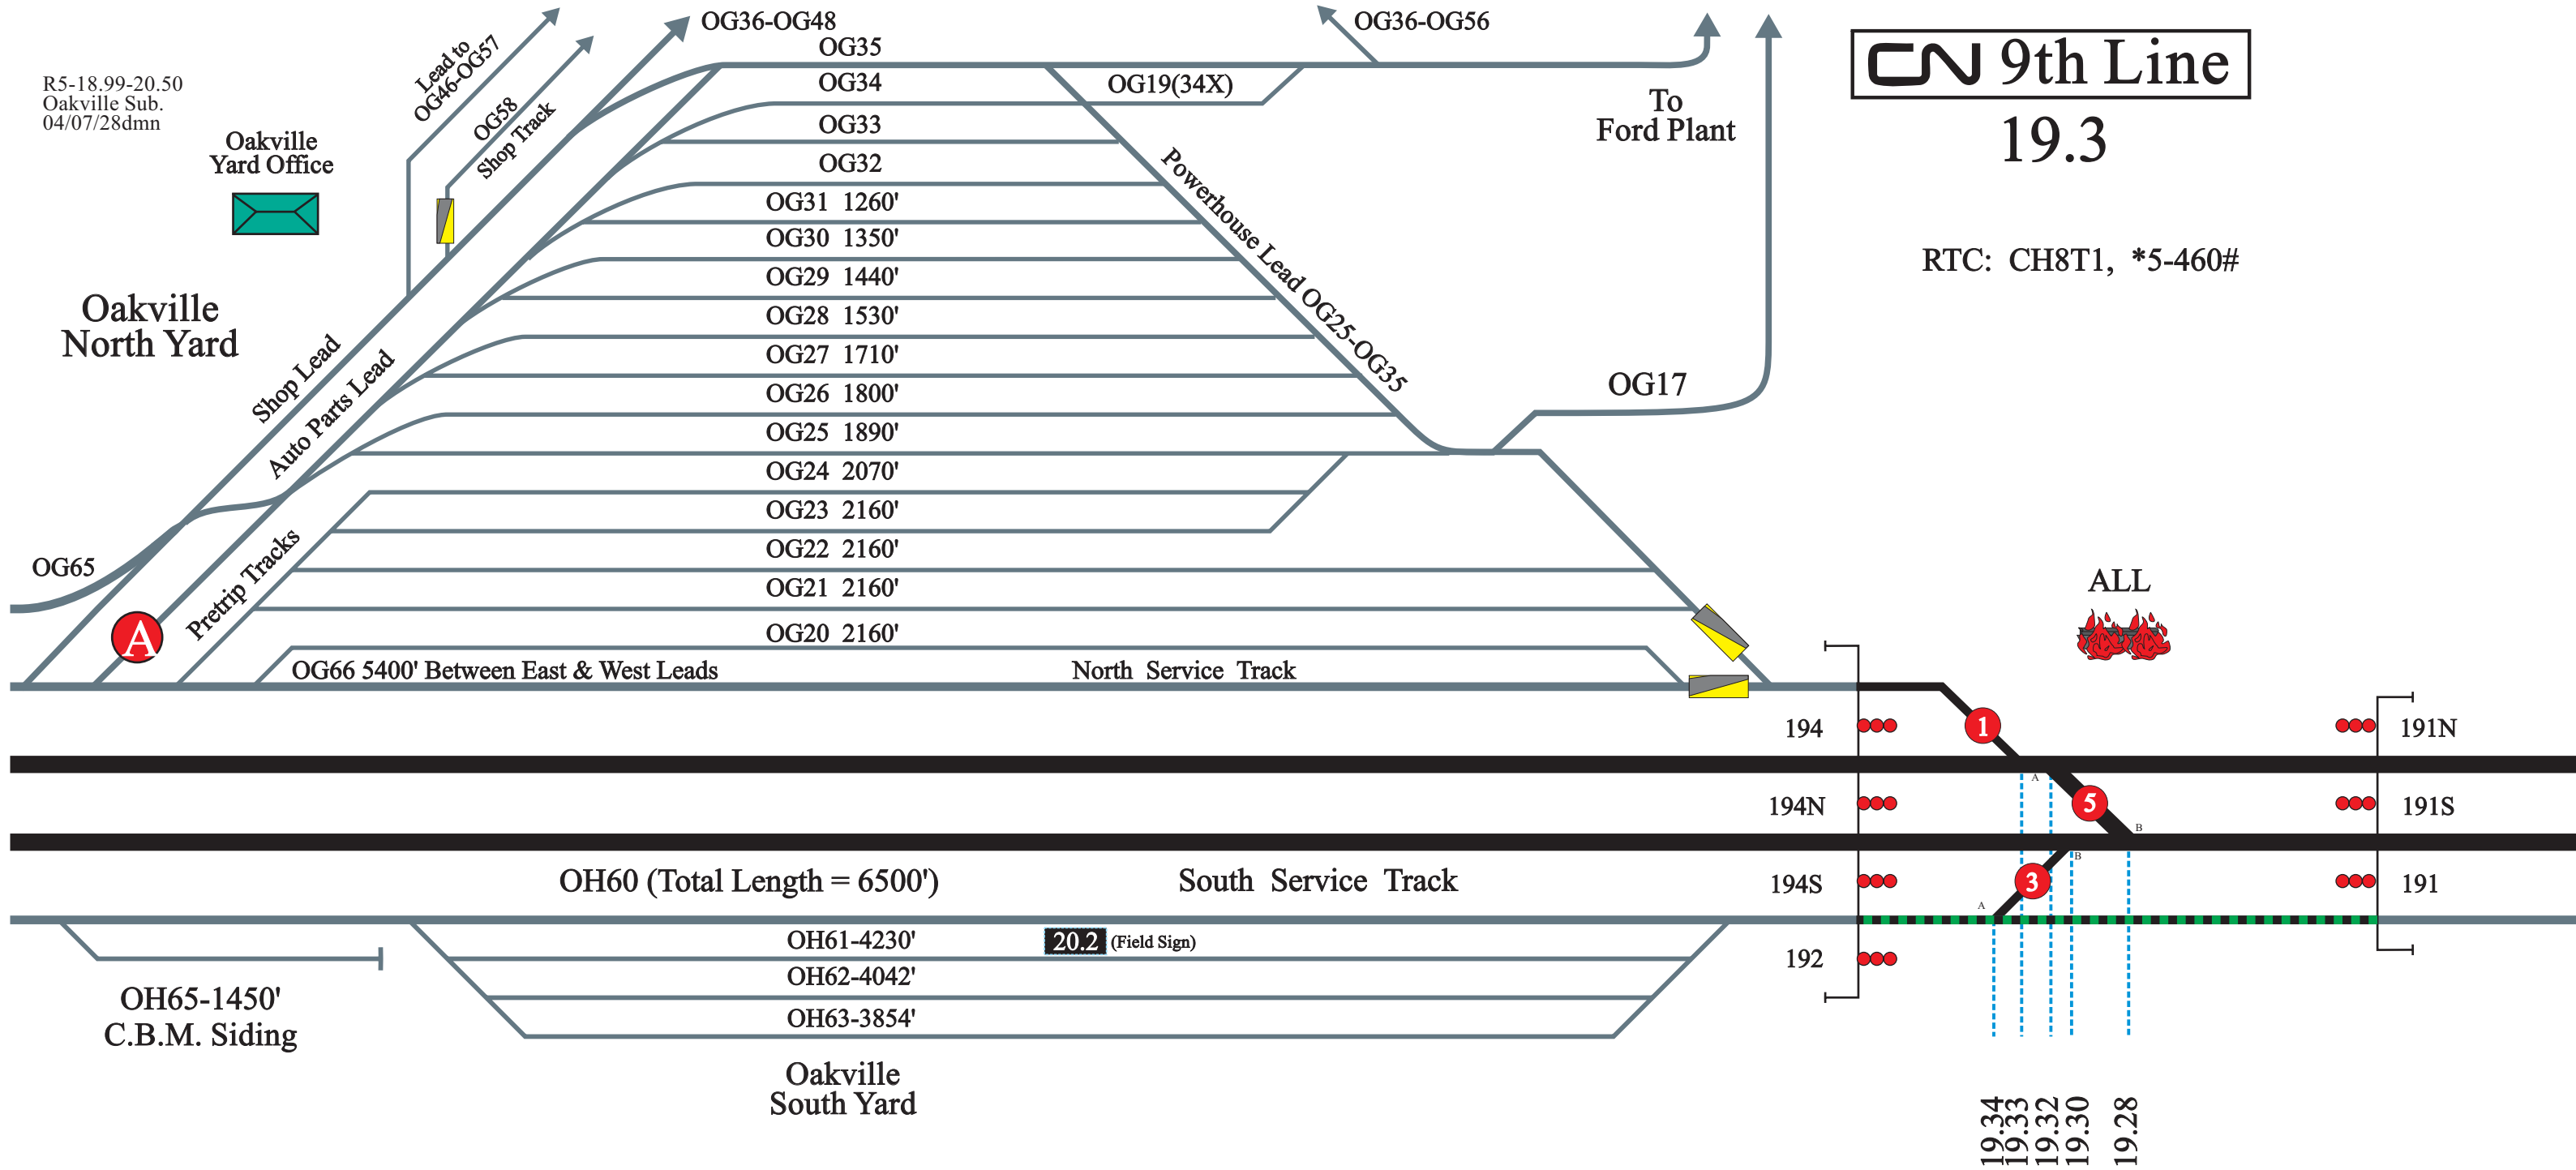 R5-18.99-20.50
Oakville Sub.
04/07/28dmn
Oakville
Yard Office
Oakville
North Yard
Lead to
OG46-OG57
OG58
Shop Track
OG36-OG48
OG35
OG34
OG19(34X)
OG33
OG32
OG31 1260'
OG30 1350'
OG29 1440'
OG28 1530'
OG27 1710'
OG26 1800'
OG25 1890'
OG24 2070'
OG23 2160'
OG22 2160'
OG21 2160'
OG20 2160'
OG66 5400' Between East & West Leads
North Service Track
Shop Lead
Auto Parts Lead
Pretrip Tracks
OG65
A
Powerhouse Lead OG25-OG35
OG36-OG56
To
Ford Plant
OG17
CN 9th Line
19.3
RTC: CH8T1, *5-460#
ALL
194
194N
194S
192
191N
191S
191
1
A
5
B
B
3
A
OH60 (Total Length = 6500')
South Service Track
OH61-4230'
20.2 (Field Sign)
OH62-4042'
OH63-3854'
OH65-1450'
C.B.M. Siding
Oakville
South Yard
19.34
19.33
19.32
19.30
19.28